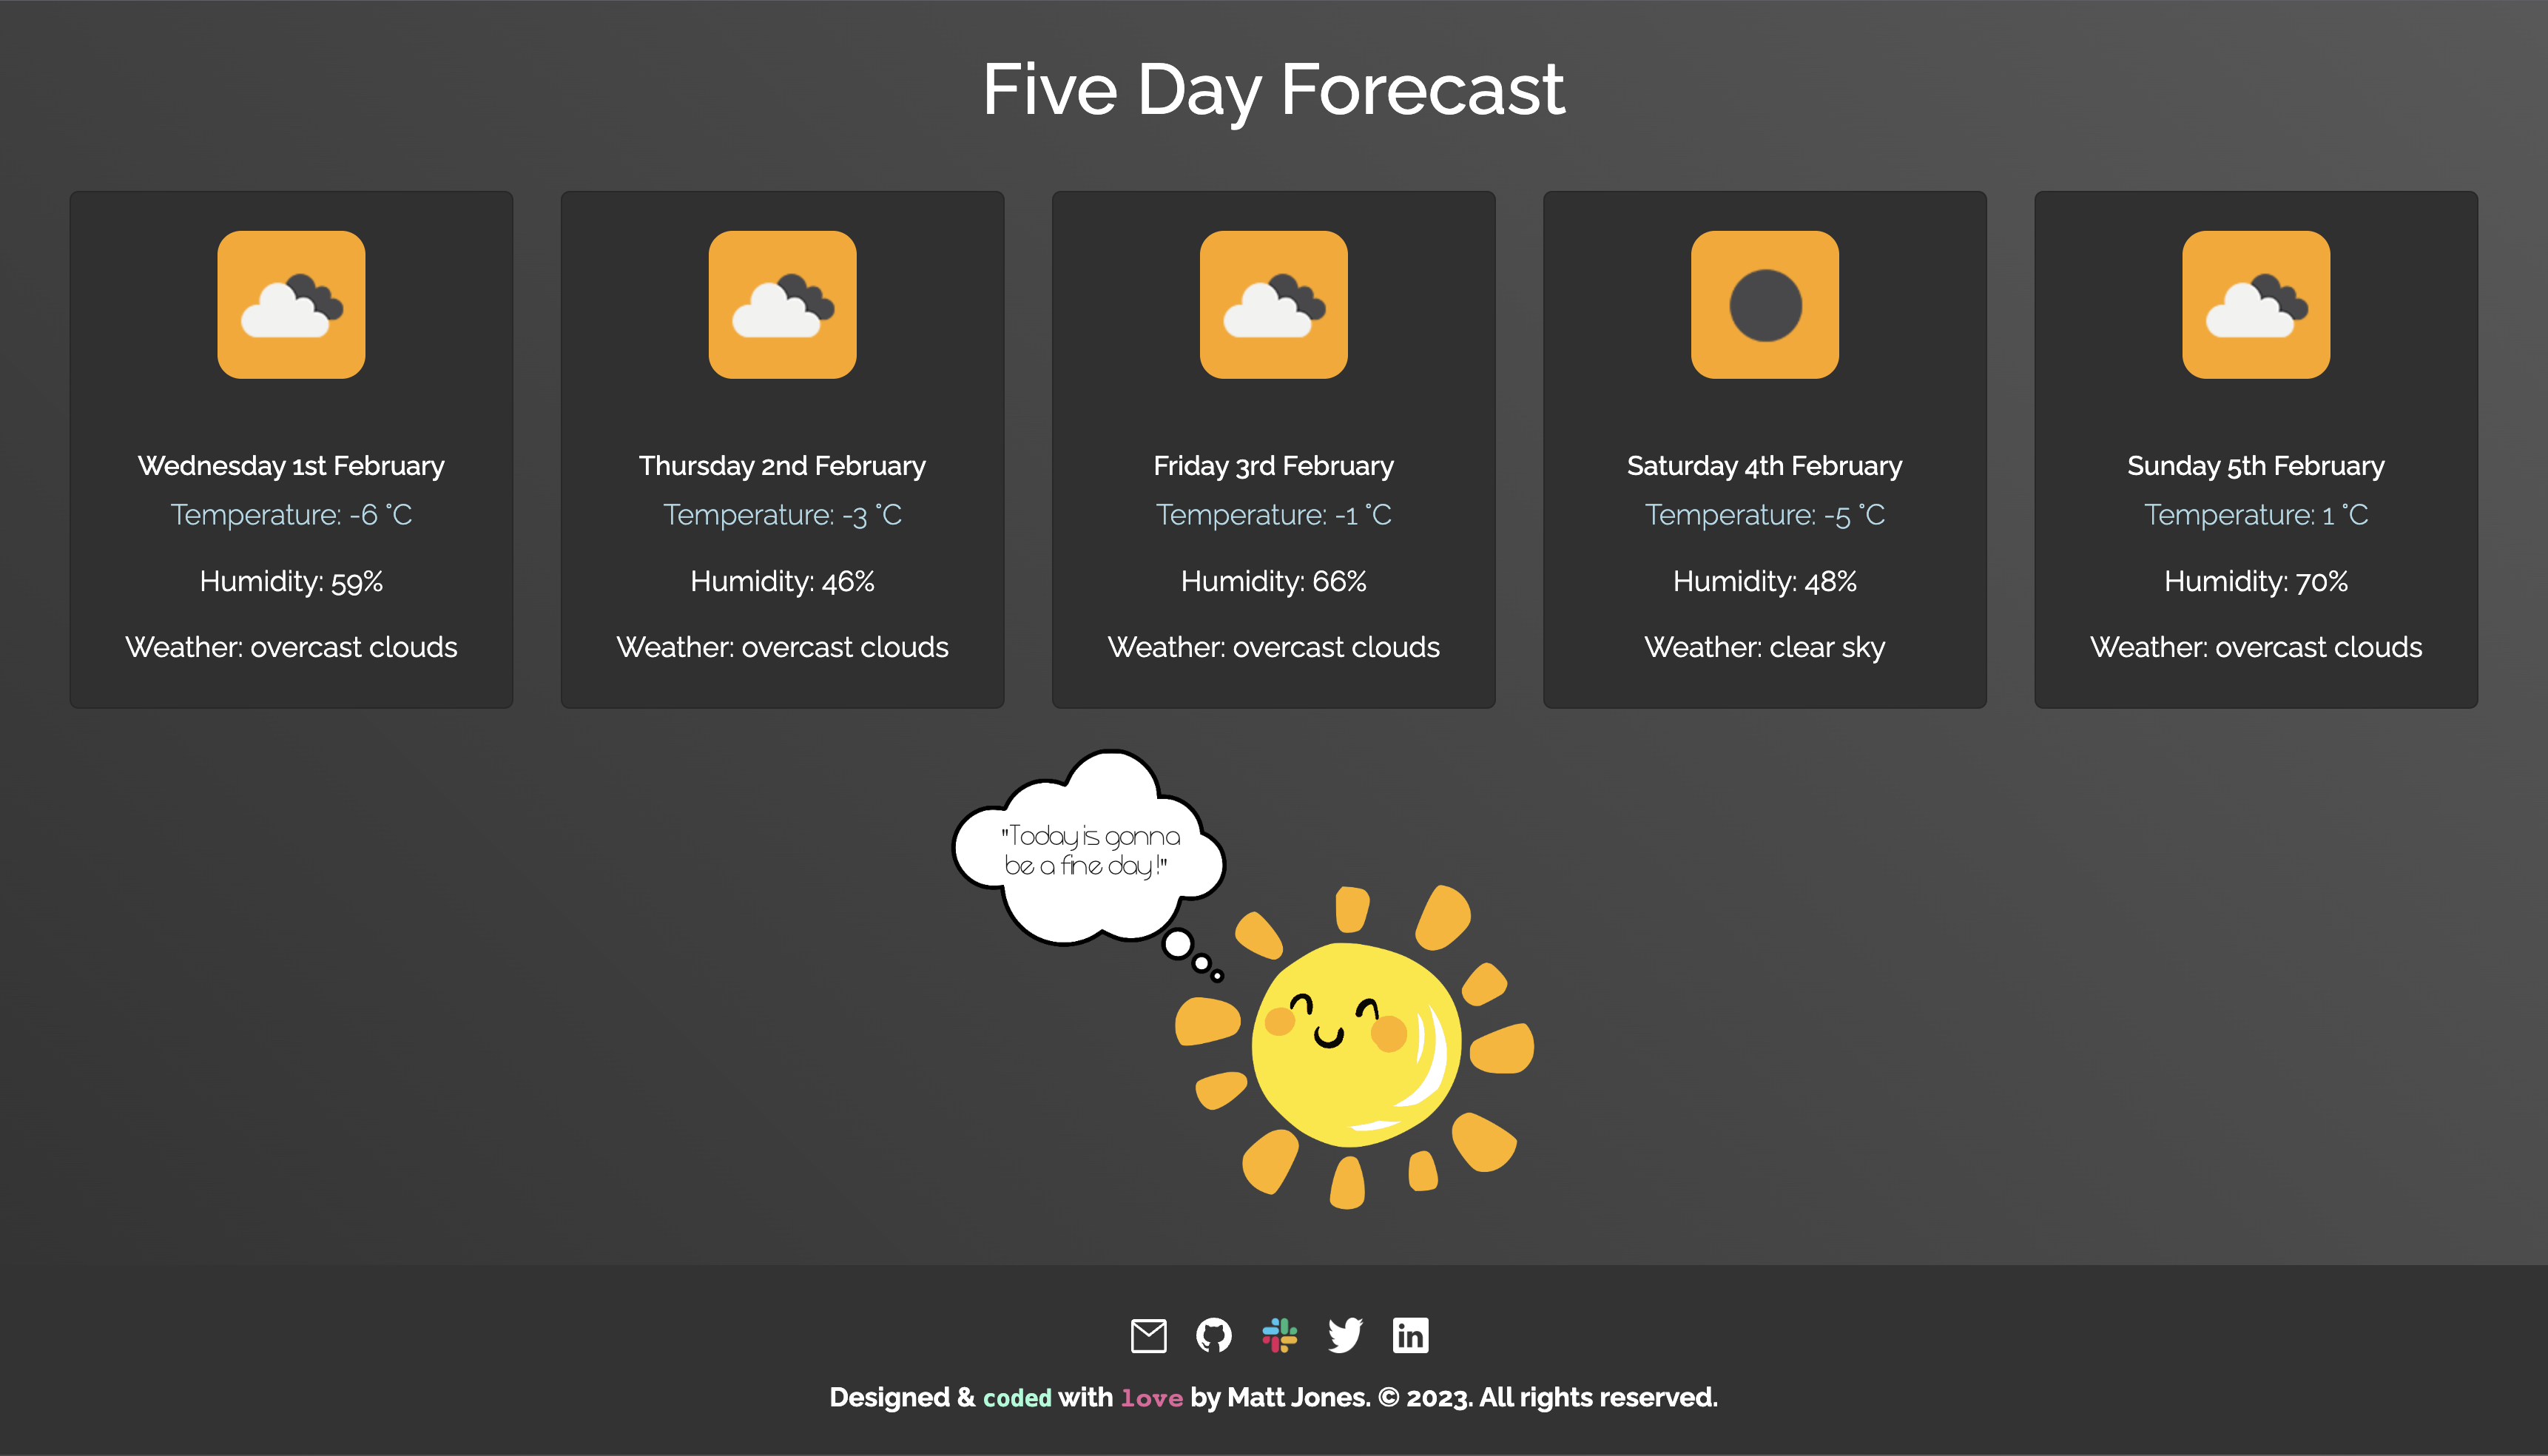 Five Day Forecast
Wednesday 1st February
Temperature: -6 °C
Humidity: 59%
Weather: overcast clouds
Thursday 2nd February
Temperature: -3 °C
Humidity: 46%
Weather: overcast clouds
Friday 3rd February
Temperature: -1 °C
Humidity: 66%
Weather: overcast clouds
Saturday 4th February
Temperature: -5 °C
Humidity: 48%
Weather: clear sky
Sunday 5th February
Temperature: 1 °C
Humidity: 70%
Weather: overcast clouds
"Today is gonna
be a fine day!"
in
Designed & coded with love by Matt Jones. © 2023. All rights reserved.